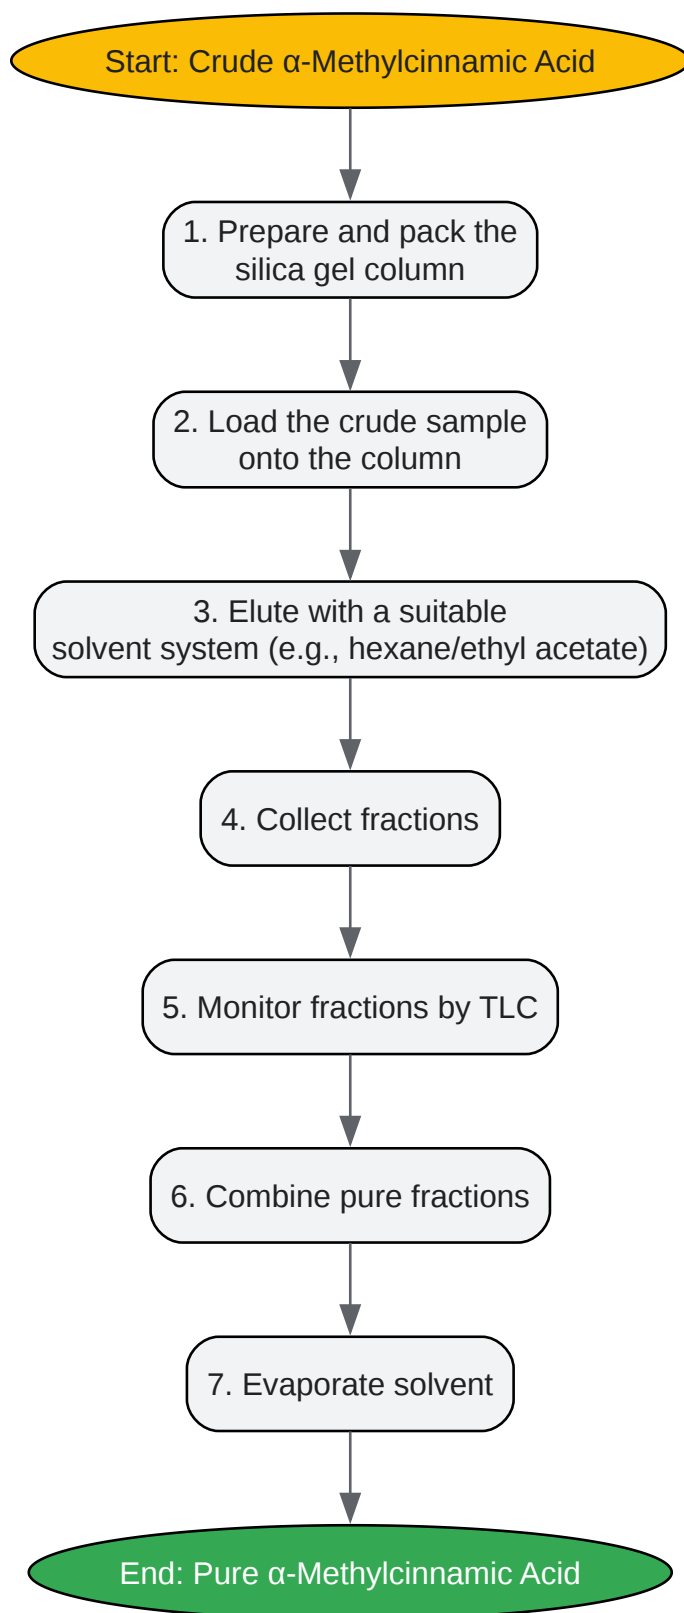 Start: Crude α-Methylcinnamic Acid
1. Prepare and pack the
silica gel column
2. Load the crude sample
onto the column
3. Elute with a suitable
solvent system (e.g., hexane/ethyl acetate)
4. Collect fractions
5. Monitor fractions by TLC
6. Combine pure fractions
7. Evaporate solvent
End: Pure α-Methylcinnamic Acid